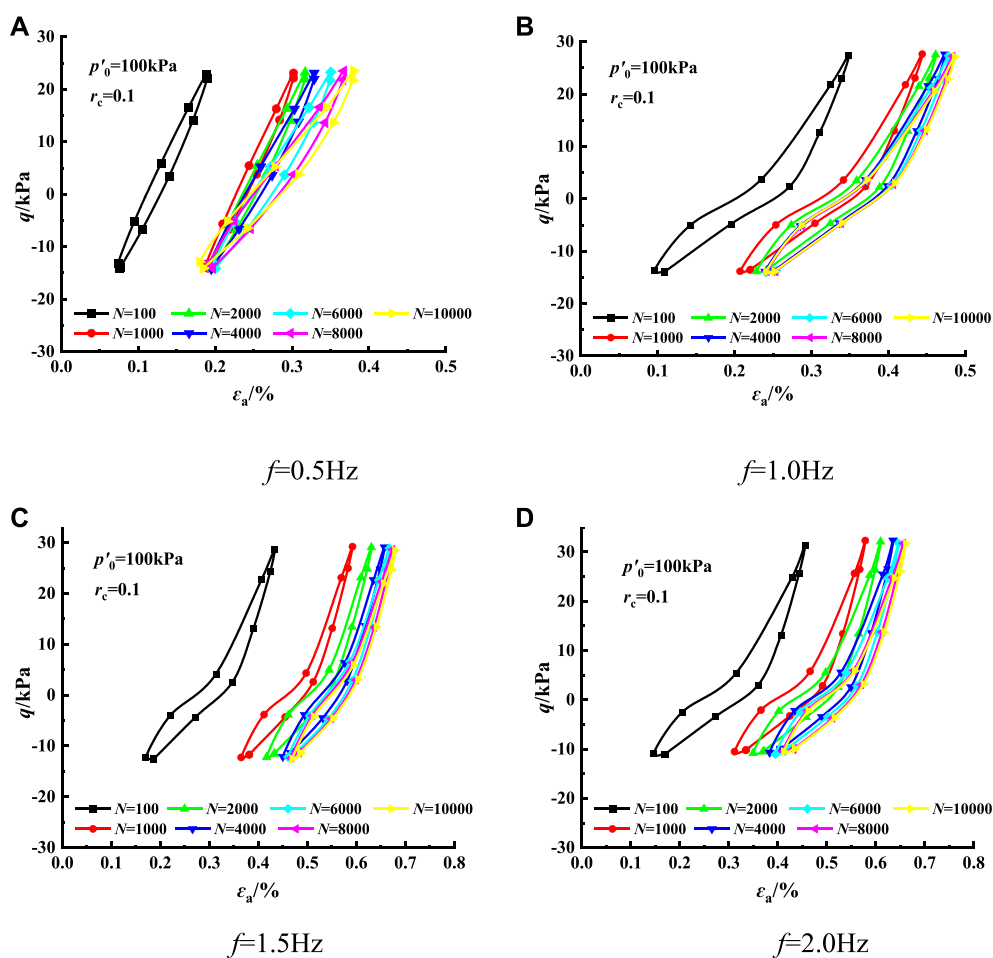 A
30
20
10
0
-10
-20
-30
q/kPa
p′0=100kPa
rc=0.1
N=100 N=2000 N=6000 N=10000
N=1000 N=4000 N=8000
0.0 0.1 0.2 0.3 0.4 0.5
εa/%
f=0.5Hz
B
30
20
10
0
-10
-20
-30
q/kPa
p′0=100kPa
rc=0.1
N=100 N=2000 N=6000 N=10000
N=1000 N=4000 N=8000
0.0 0.1 0.2 0.3 0.4 0.5
εa/%
f=1.0Hz
C
30
20
10
0
-10
-20
-30
q/kPa
p′0=100kPa
rc=0.1
N=100 N=2000 N=6000 N=10000
N=1000 N=4000 N=8000
0.0 0.1 0.2 0.3 0.4 0.5 0.6 0.7 0.8
εa/%
f=1.5Hz
D
30
20
10
0
-10
-20
-30
q/kPa
p′0=100kPa
rc=0.1
N=100 N=2000 N=6000 N=10000
N=1000 N=4000 N=8000
0.0 0.1 0.2 0.3 0.4 0.5 0.6 0.7 0.8
εa/%
f=2.0Hz